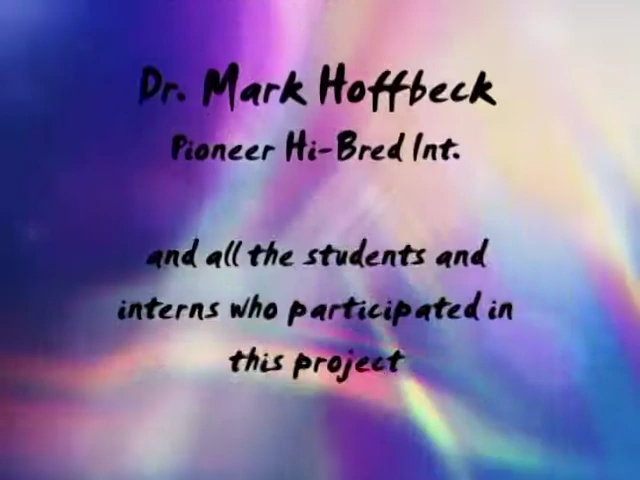 Dr. Mark Hoffbeck
Pioneer Hi-Bred Int.
and all the students and
interns who participated in
this project